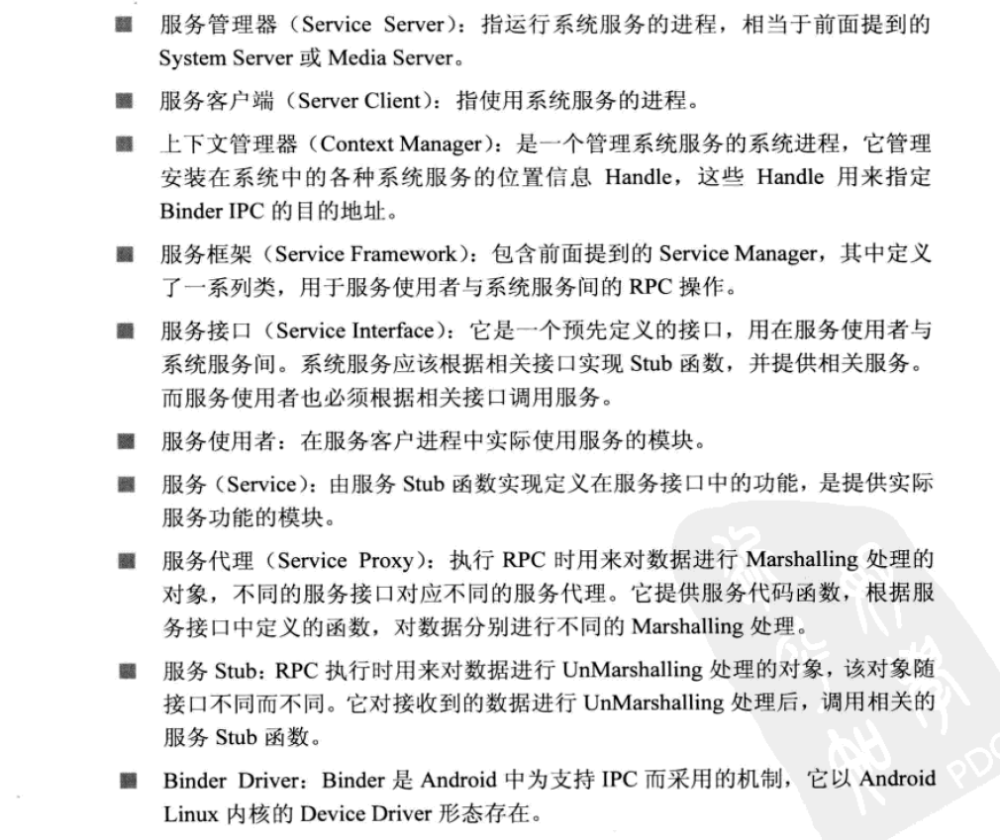 服务管理器（Service Server）：指运行系统服务的进程，相当于前面提到的
System Server 或 Media Server。
服务客户端（Server Client）：指使用系统服务的进程。
上下文管理器（Context Manager）：是一个管理系统服务的系统进程，它管理
安装在系统中的各种系统服务的位置信息 Handle，这些 Handle 用来指定
Binder IPC 的目的地址。
服务框架（Service Framework）：包含前面提到的 Service Manager，其中定义
了一系列类，用于服务使用者与系统服务间的 RPC 操作。
服务接口（Service Interface）：它是一个预先定义的接口，用在服务使用者与
系统服务间。系统服务应该根据相关接口实现 Stub 函数，并提供相关服务。
而服务使用者也必须根据相关接口调用服务。
服务使用者：在服务客户进程中实际使用服务的模块。
服务（Service）：由服务 Stub 函数实现定义在服务接口中的功能，是提供实际
服务功能的模块。
服务代理（Service Proxy）：执行 RPC 时用来对数据进行 Marshalling 处理的
对象，不同的服务接口对应不同的服务代理。它提供服务代码函数，根据服
务接口中定义的函数，对数据分别进行不同的 Marshalling 处理。
服务 Stub：RPC 执行时用来对数据进行 UnMarshalling 处理的对象，该对象随
接口不同而不同。它对接收到的数据进行 UnMarshalling 处理后，调用相关的
服务 Stub 函数。
Binder Driver：Binder 是 Android 中为支持 IPC 而采用的机制，它以 Android
Linux 内核的 Device Driver 形态存在。